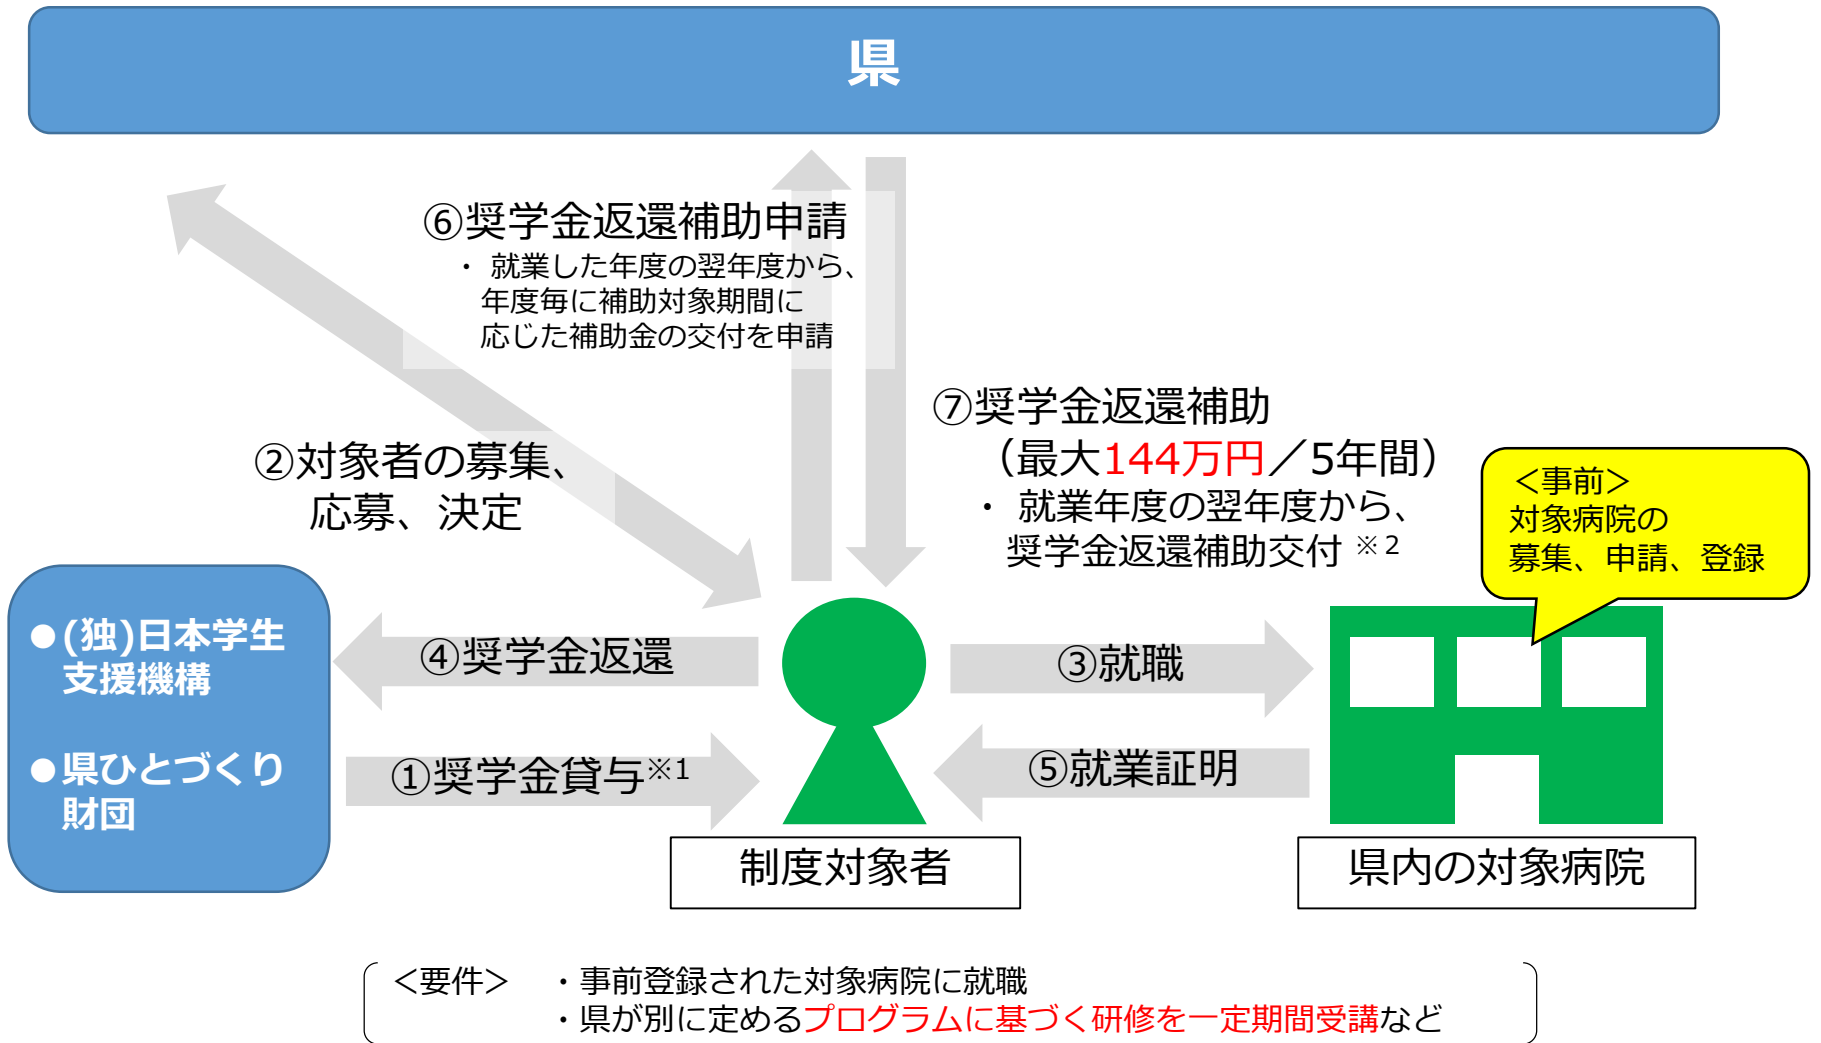 県
⑥奨学金返還補助申請
・ 就業した年度の翌年度から、
年度毎に補助対象期間に
応じた補助金の交付を申請
②対象者の募集、
応募、決定
⑦奨学金返還補助
（最大144万円／5年間）
・ 就業年度の翌年度から、
奨学金返還補助交付 ※２
＜事前＞
対象病院の
募集、申請、登録
●(独)日本学生
支援機構
●県ひとづくり
財団
④奨学金返還
③就職
①奨学金貸与※1
⑤就業証明
制度対象者
県内の対象病院
＜要件＞ ・事前登録された対象病院に就職
・県が別に定めるプログラムに基づく研修を一定期間受講など